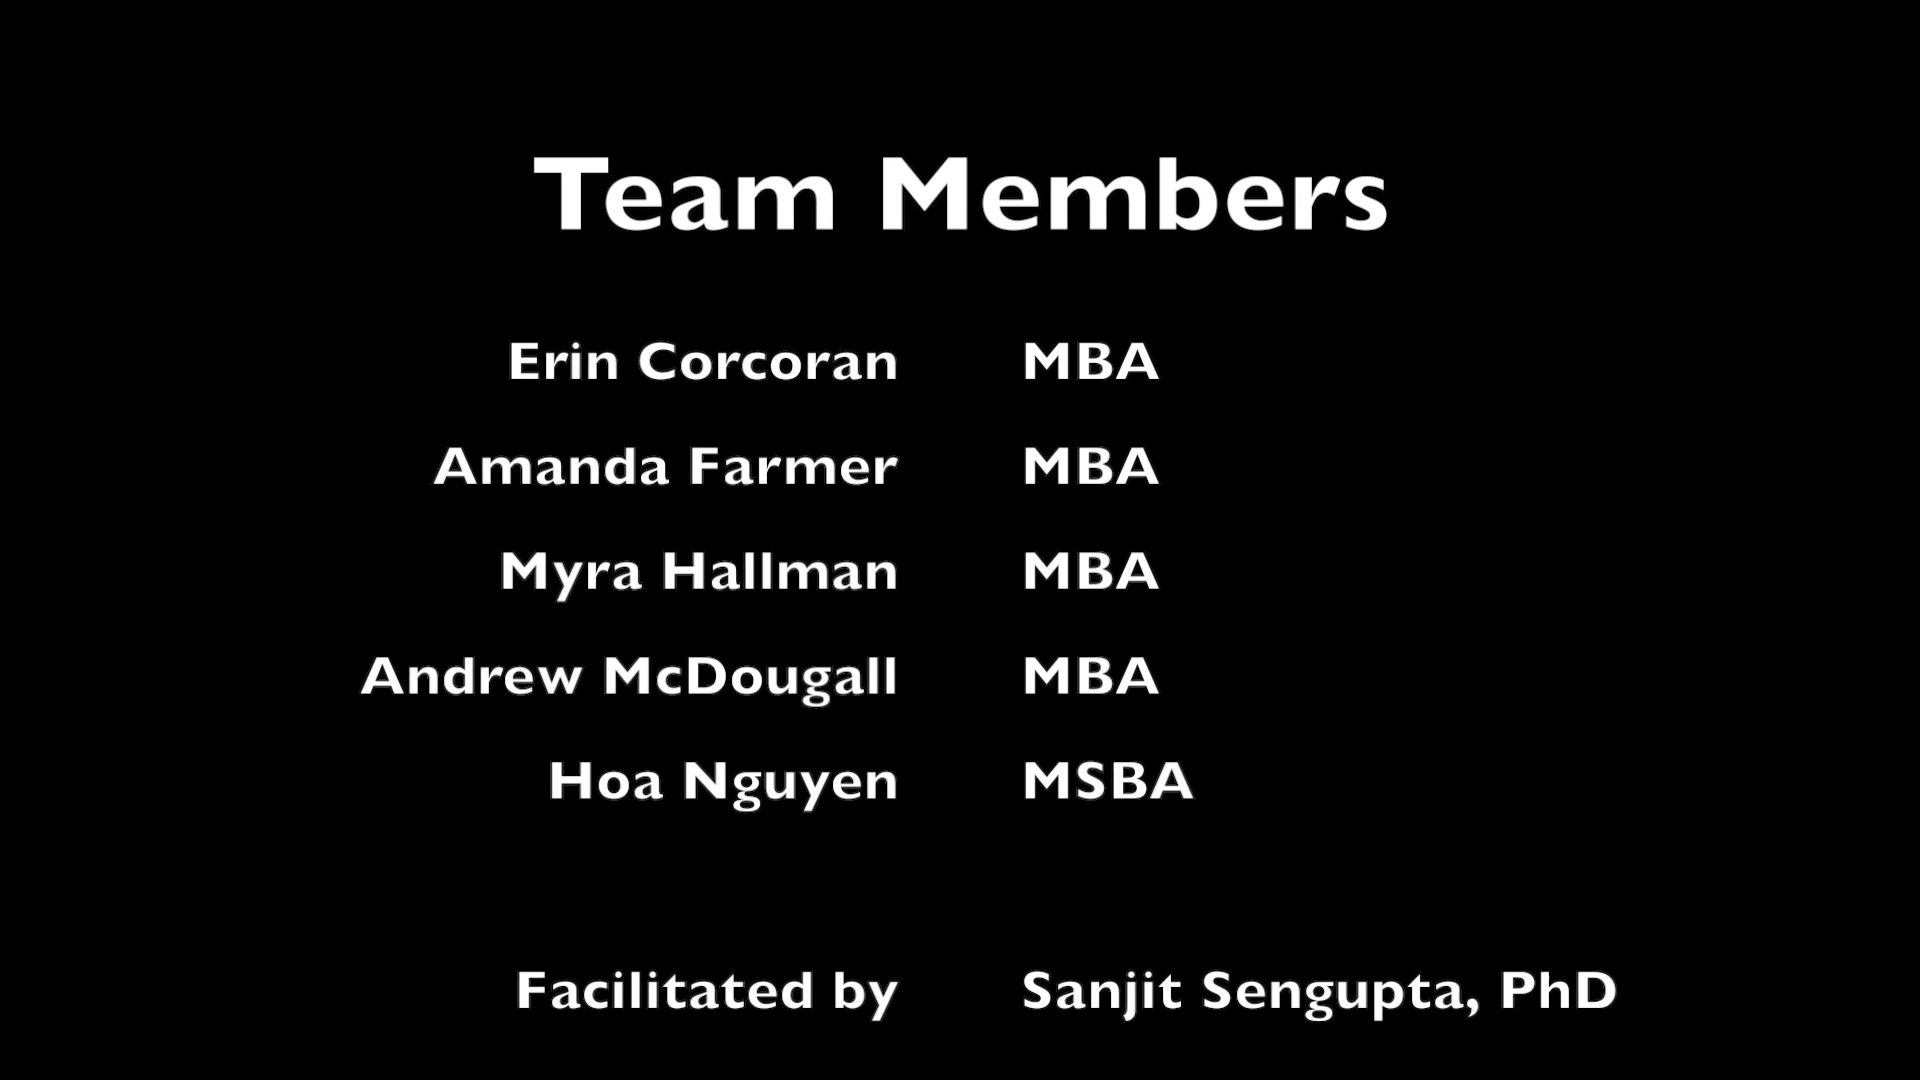 Team Members
Erin Corcoran MBA
Amanda Farmer MBA
Myra Hallman MBA
Andrew McDougall MBA
Hoa Nguyen MSBA
Facilitated by Sanjit Sengupta, PhD